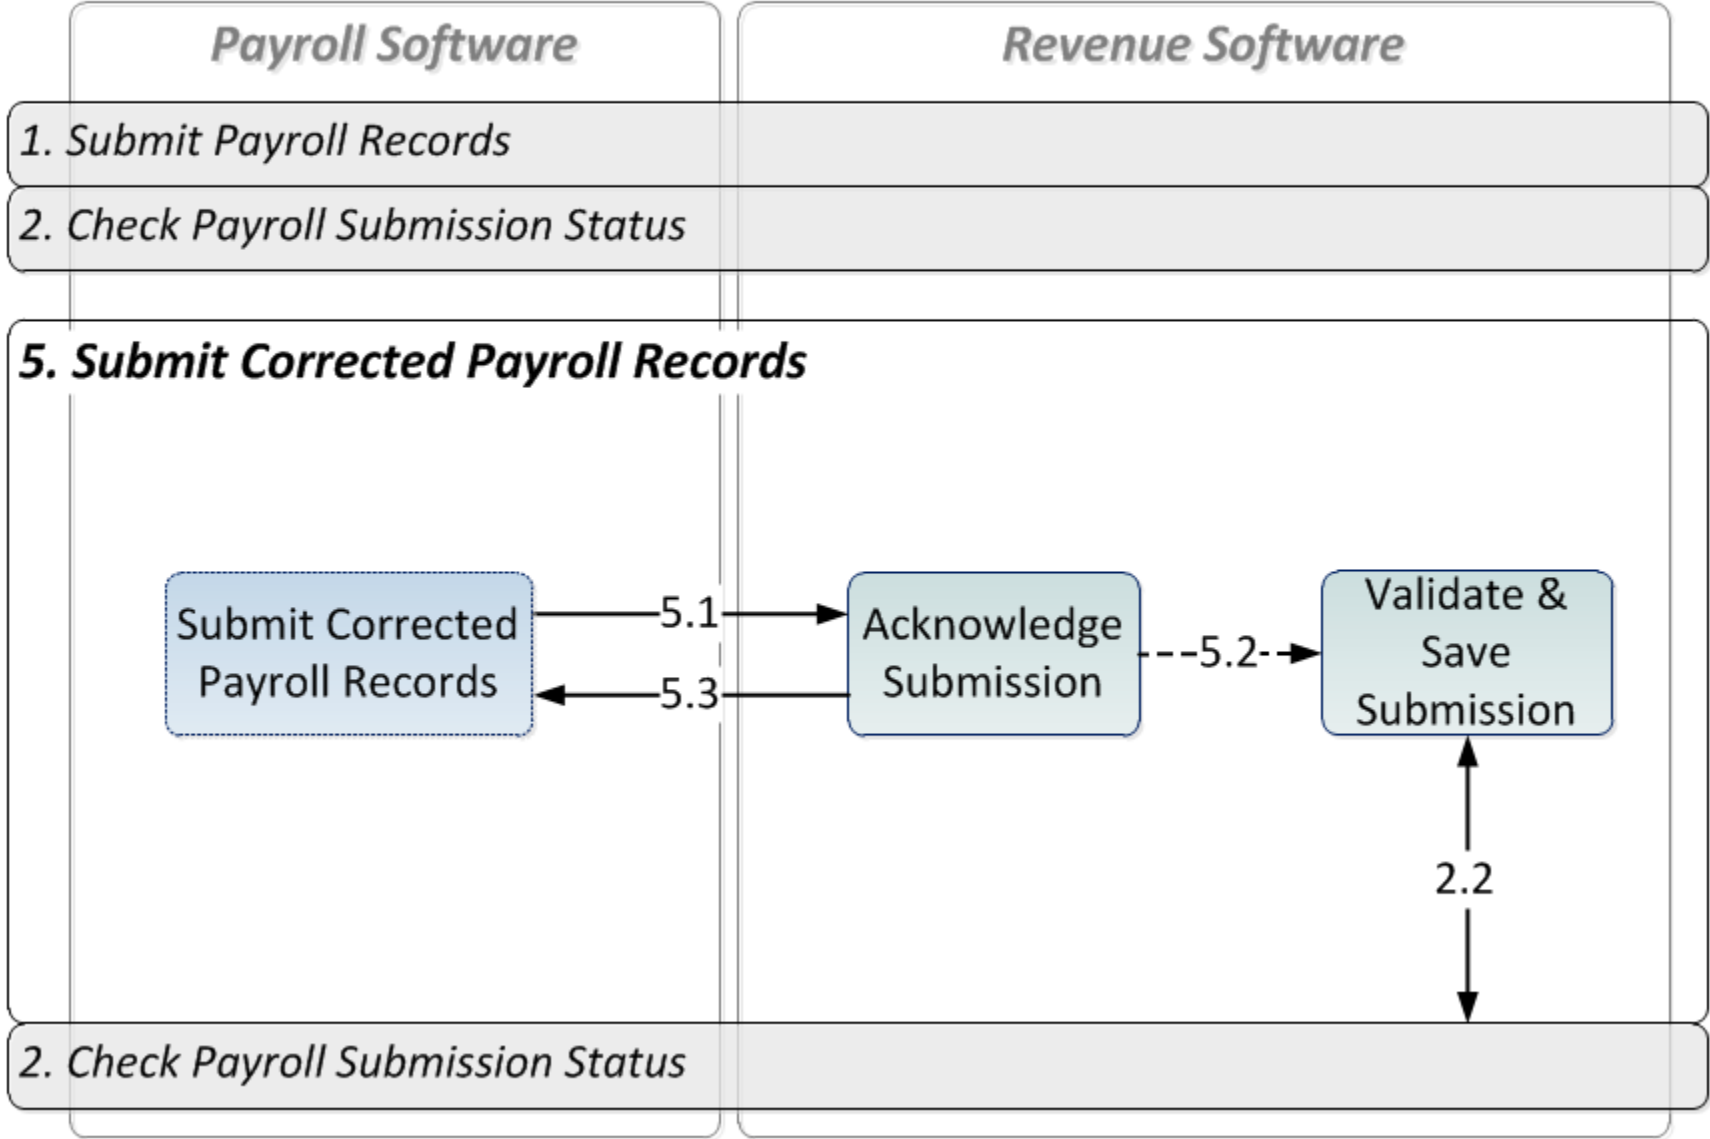 Payroll Software
Revenue Software
1. Submit Payroll Records
2. Check Payroll Submission Status
5. Submit Corrected Payroll Records
Submit Corrected
Payroll Records
5.1
5.3
Acknowledge
Submission
5.2
Validate &
Save
Submission
2.2
2. Check Payroll Submission Status